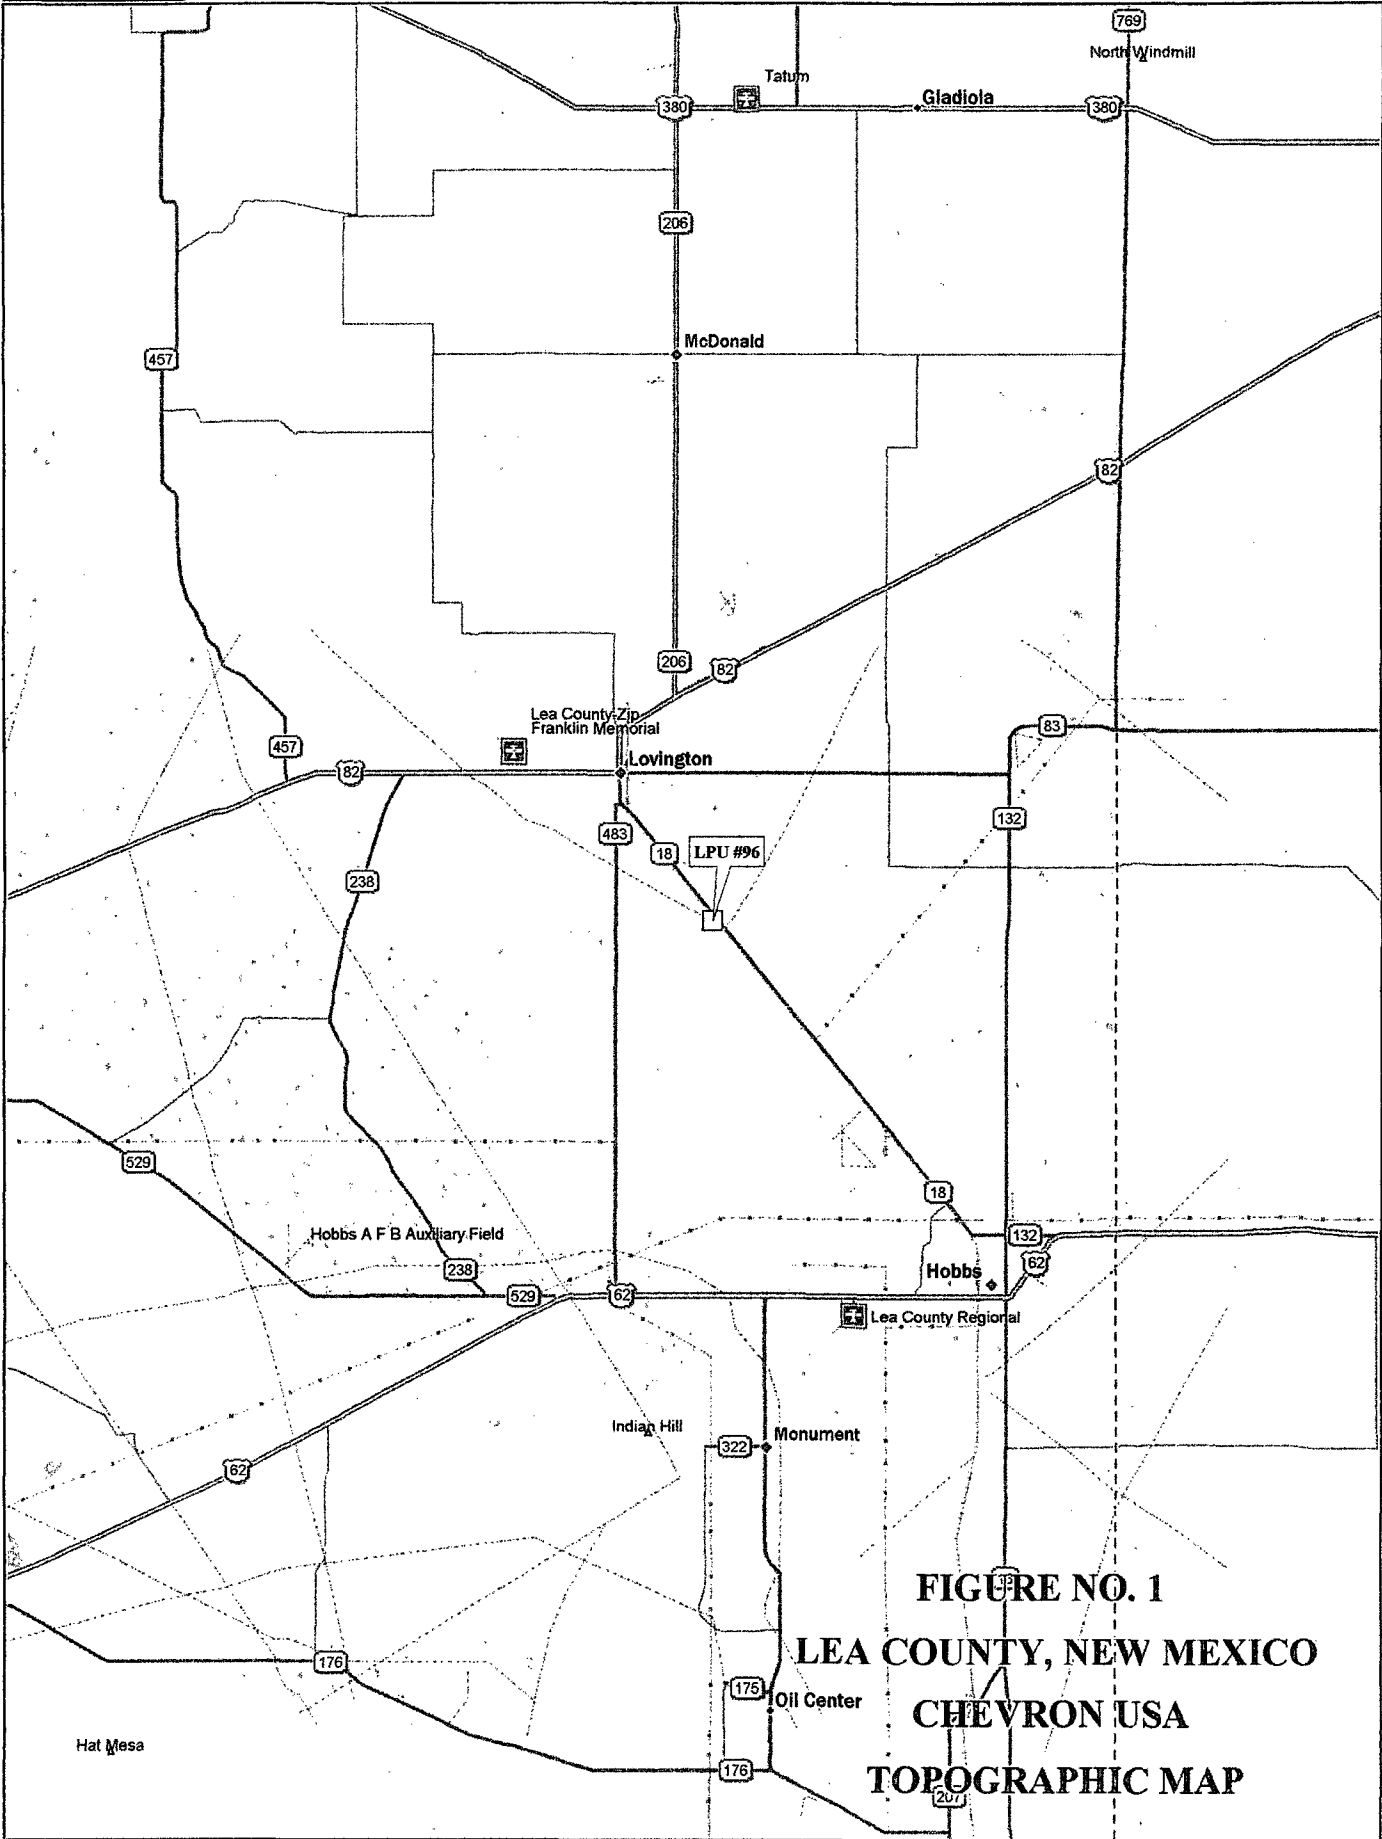 769
North Windmill
Tatum
380
Gladiola
380
206
McDonald
457
82
206
82
Lea County-Zip
Franklin Memorial
457
82
Lovington
83
483
132
18
LPU #96
238
529
18
Hobbs A F B Auxiliary Field
132
62
238
Hobbs
529
62
Lea County Regional
Indian Hill
322
Monument
62
FIGURE NO. 1
LEA COUNTY, NEW MEXICO
176
175
Oil Center
CHEVRON USA
Hat Mesa
176
TOPOGRAPHIC MAP
207